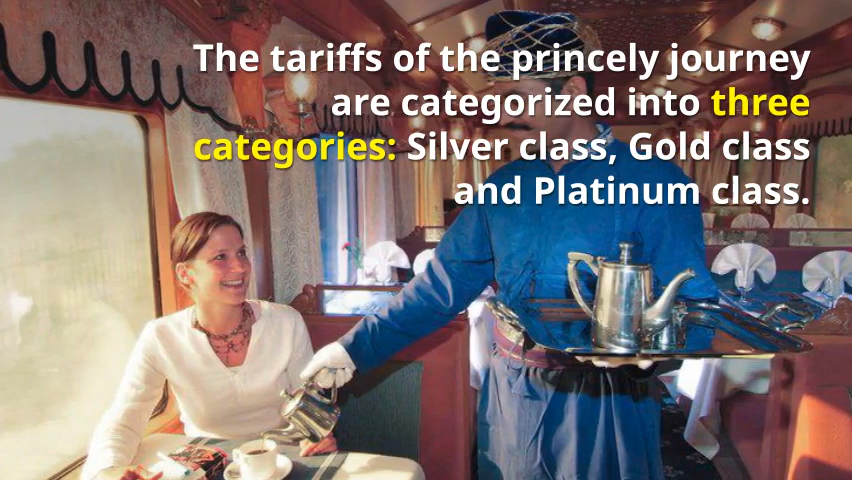 The tariffs of the princely journey
are categorized into three
categories: Silver class, Gold class
and Platinum class.